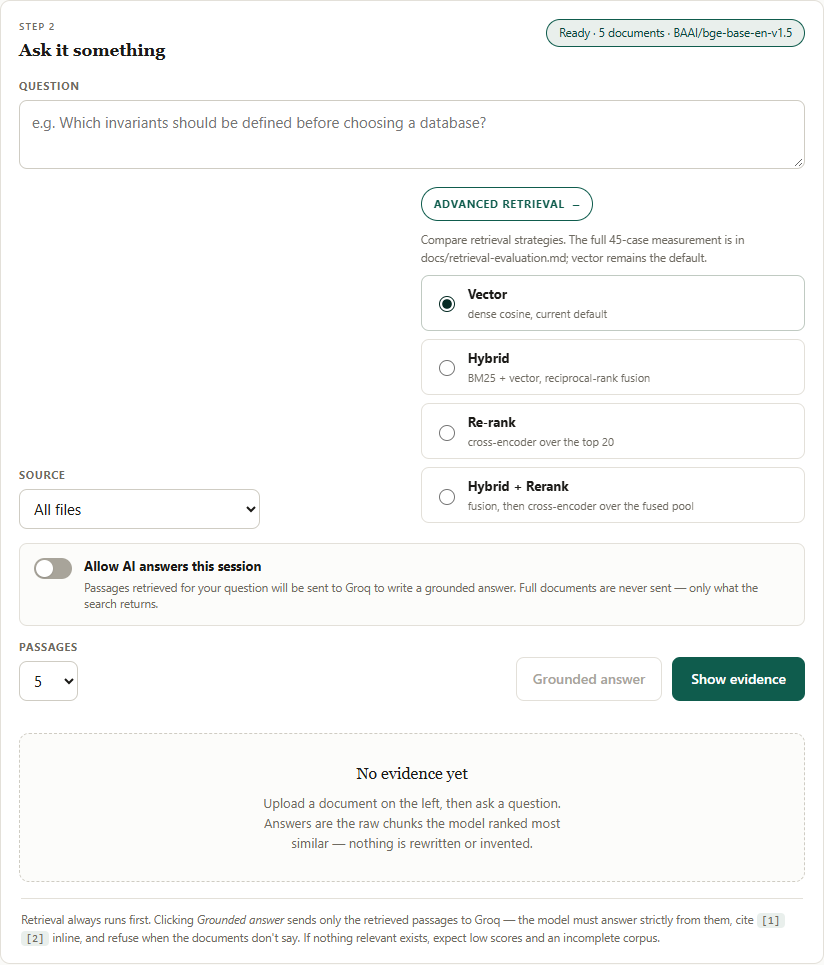 STEP 2
Ask it something
Ready · 5 documents · BAAI/bge-base-en-v1.5
QUESTION
e.g. Which invariants should be defined before choosing a database?
ADVANCED RETRIEVAL –
Compare retrieval strategies. The full 45-case measurement is in
docs/retrieval-evaluation.md; vector remains the default.
Vector
dense cosine, current default
Hybrid
BM25 + vector, reciprocal-rank fusion
Re-rank
cross-encoder over the top 20
Hybrid + Rerank
fusion, then cross-encoder over the fused pool
SOURCE
All files
Allow AI answers this session
Passages retrieved for your question will be sent to Groq to write a grounded answer. Full documents are never sent — only what the
search returns.
PASSAGES
5
Grounded answer
Show evidence
No evidence yet
Upload a document on the left, then ask a question.
Answers are the raw chunks the model ranked most
similar — nothing is rewritten or invented.
Retrieval always runs first. Clicking Grounded answer sends only the retrieved passages to Groq — the model must answer strictly from them, cite [1]
[2] inline, and refuse when the documents don't say. If nothing relevant exists, expect low scores and an incomplete corpus.